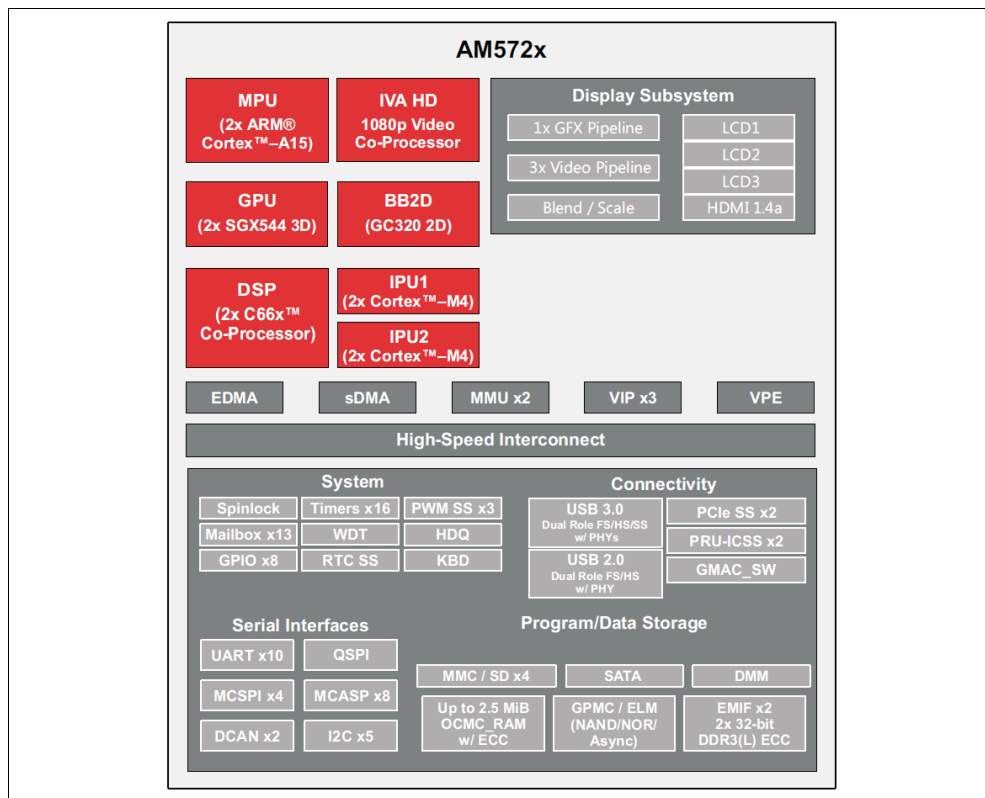 AM572x
MPU
(2x ARM®
Cortex™–A15)
IVA HD
1080p Video
Co-Processor
GPU
(2x SGX544 3D)
BB2D
(GC320 2D)
DSP
(2x C66x™
Co-Processor)
IPU1
(2x Cortex™–M4)
IPU2
(2x Cortex™–M4)
Display Subsystem
1x GFX Pipeline
3x Video Pipeline
Blend / Scale
LCD1
LCD2
LCD3
HDMI 1.4a
EDMA
sDMA
MMU x2
VIP x3
VPE
High-Speed Interconnect
System
Spinlock
Timers x16
PWM SS x3
Mailbox x13
WDT
HDQ
GPIO x8
RTC SS
KBD
Connectivity
USB 3.0
Dual Role FS/HS/SS
w/ PHYs
USB 2.0
Dual Role FS/HS
w/ PHY
PCIe SS x2
PRU-ICSS x2
GMAC_SW
Serial Interfaces
UART x10
QSPI
MCSPI x4
MCASP x8
DCAN x2
I2C x5
Program/Data Storage
MMC / SD x4
SATA
DMM
Up to 2.5 MiB
OCMC_RAM
w/ ECC
GPMC / ELM
(NAND/NOR/
Async)
EMIF x2
2x 32-bit
DDR3(L) ECC